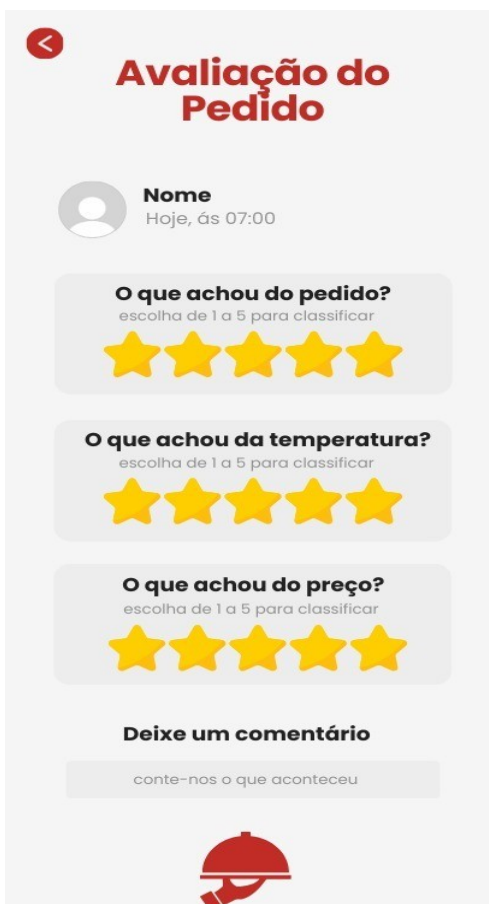 Avaliação do
Pedido
Nome
Hoje, ás 07:00
O que achou do pedido?
escolha de 1 a 5 para classificar
O que achou da temperatura?
escolha de 1 a 5 para classificar
O que achou do preço?
escolha de 1 a 5 para classificar
Deixe um comentário
conte-nos o que aconteceu